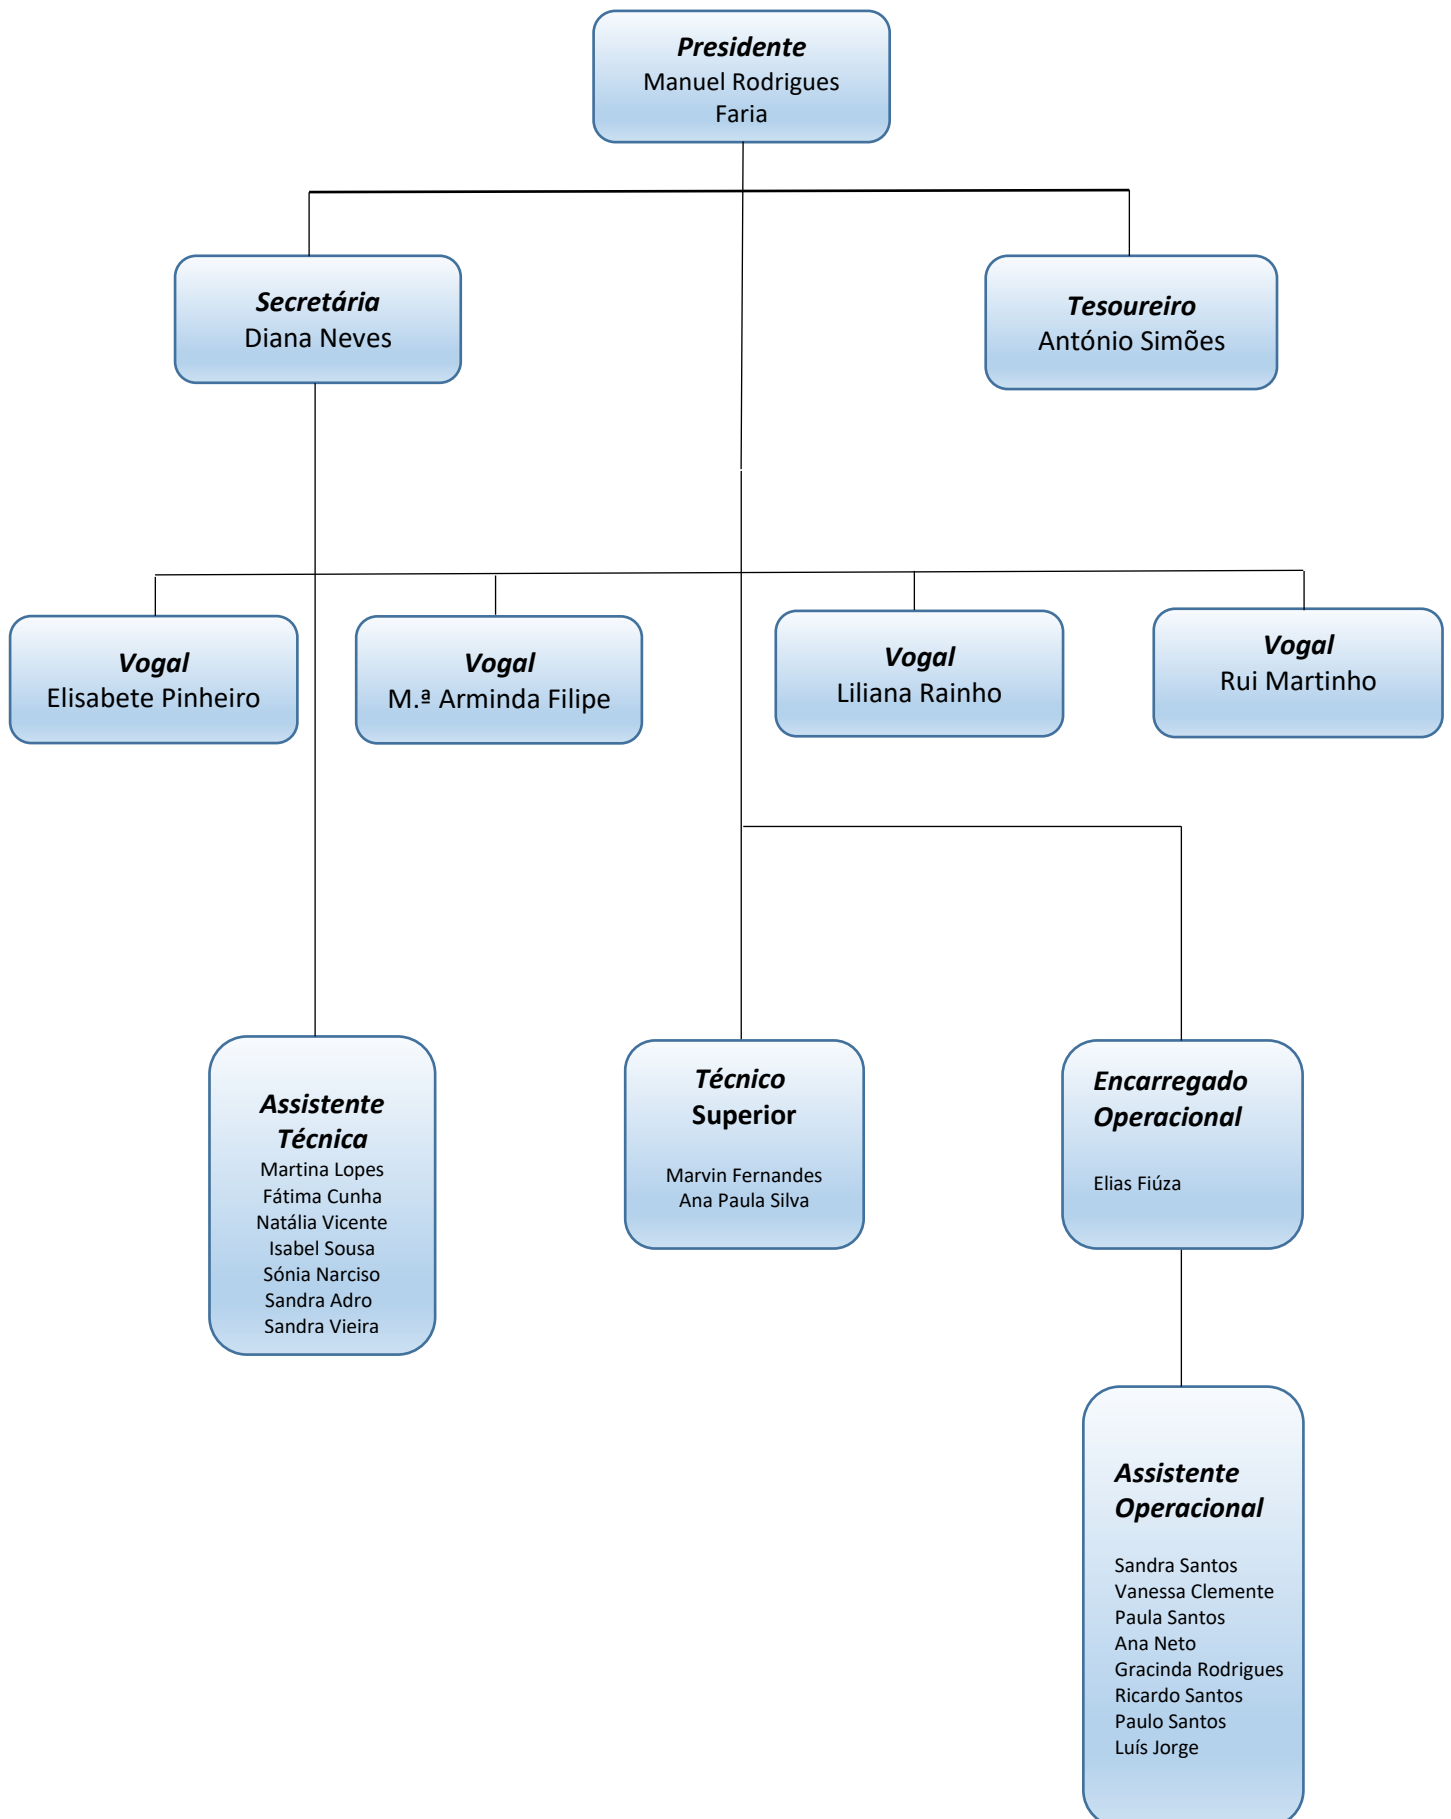 Presidente
Manuel Rodrigues
Faria
Secretária
Diana Neves
Tesoureiro
António Simões
Vogal
Elisabete Pinheiro
Vogal
M.ª Arminda Filipe
Vogal
Liliana Rainho
Vogal
Rui Martinho
Assistente
Técnica
Martina Lopes
Fátima Cunha
Natália Vicente
Isabel Sousa
Sónia Narciso
Sandra Adro
Sandra Vieira
Técnico
Superior
Marvin Fernandes
Ana Paula Silva
Encarregado
Operacional
Elias Fiúza
Assistente
Operacional
Sandra Santos
Vanessa Clemente
Paula Santos
Ana Neto
Gracinda Rodrigues
Ricardo Santos
Paulo Santos
Luís Jorge